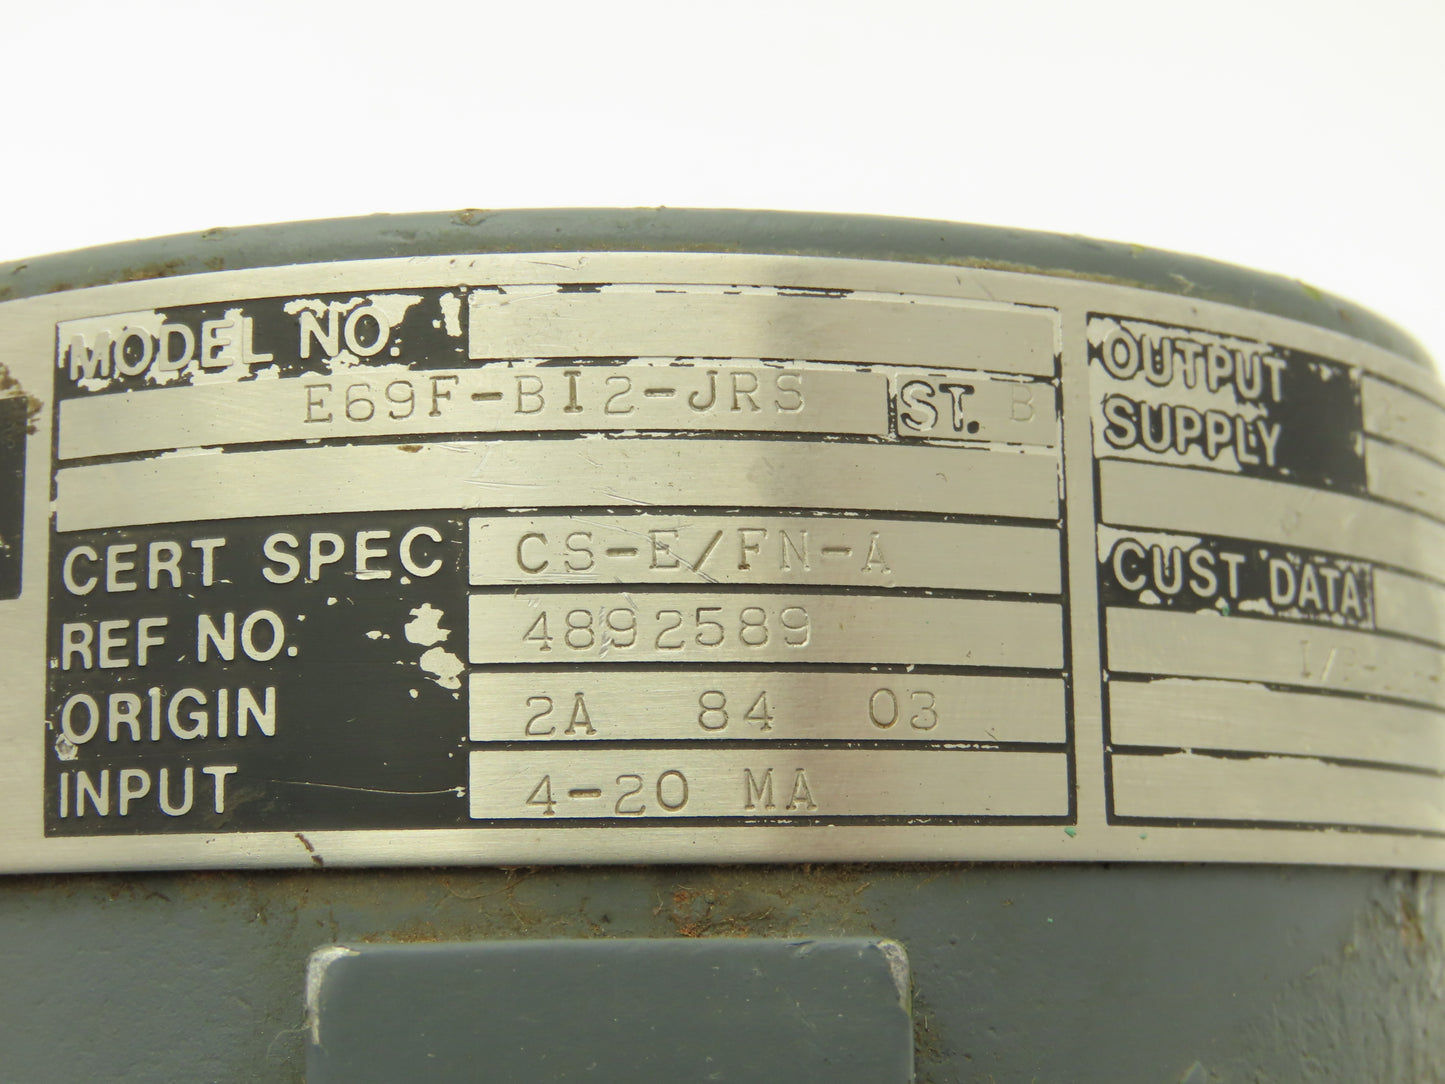 MODEL NO.
E69F-BI2-JRS ST. B
CERT SPEC CS-E/FN-A
REF NO. 4892589
ORIGIN 2A 84 03
INPUT 4-20 MA
OUTPUT
SUPPLY
CUST DATA